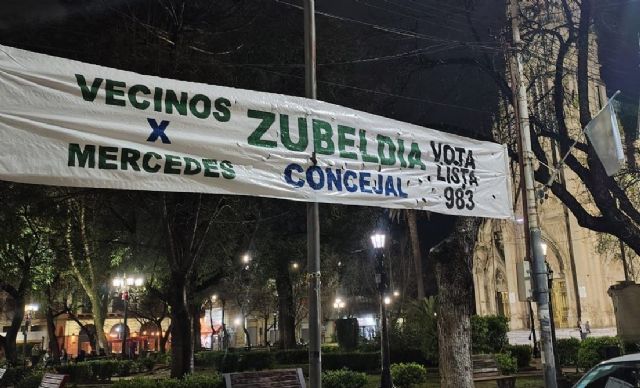 VECINOS
X
MERCEDES
ZUBELDIA
CONCEJAL
VOTA
LISTA
983